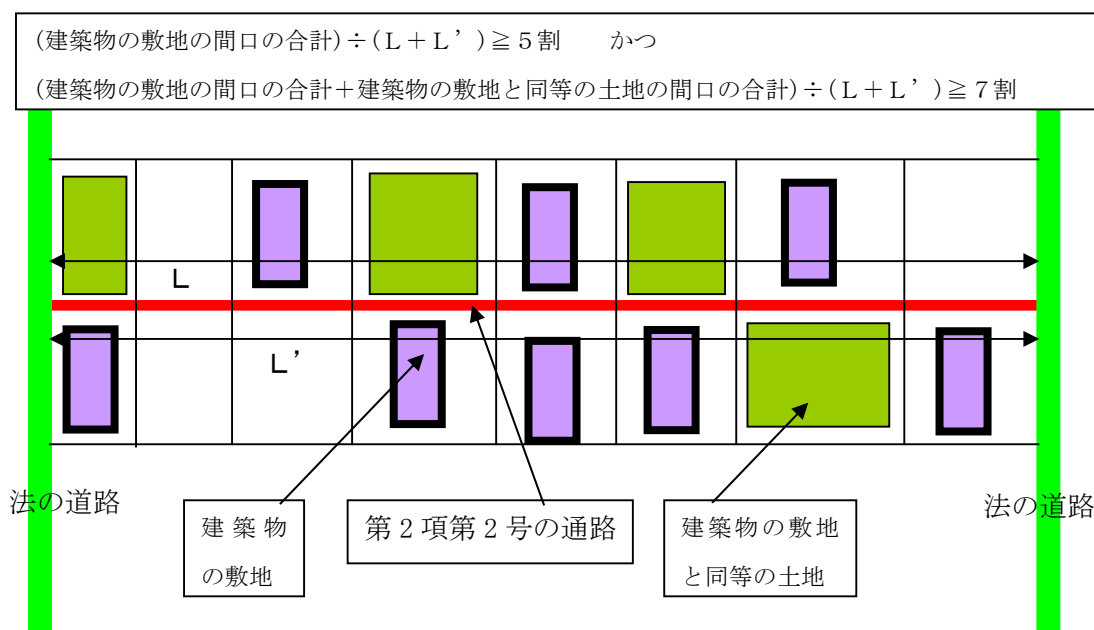 (建築物の敷地の間口の合計)÷(L+L’)≧5割　　かつ
(建築物の敷地の間口の合計+建築物の敷地と同等の土地の間口の合計)÷(L+L’)≧7割
L
L’
法の道路
法の道路
建築物
の敷地
第2項第2号の通路
建築物の敷地
と同等の土地